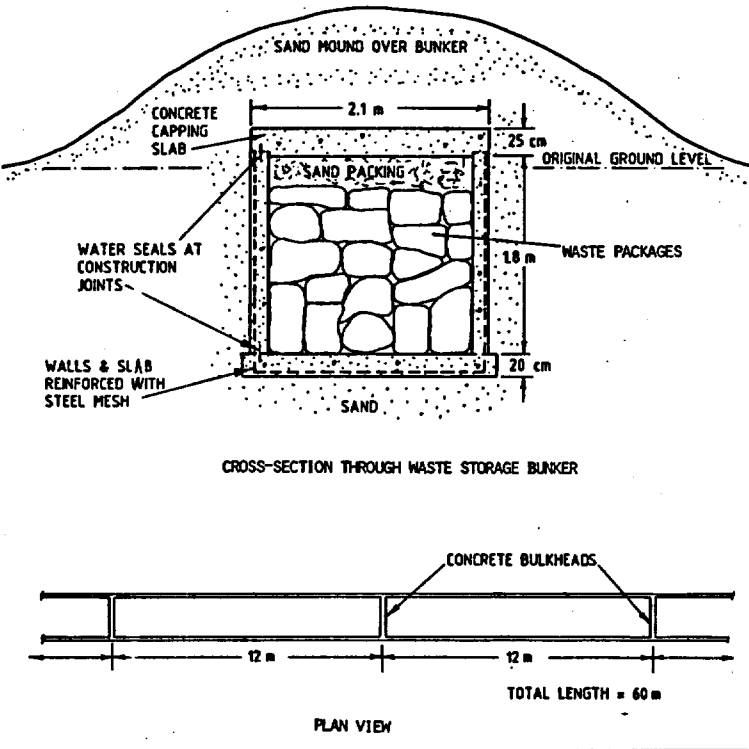 SAND MOUND OVER BUNKER
2.1 m
CONCRETE
CAPPING
SLAB
25 cm
ORIGINAL GROUND LEVEL
SAND PACKING
WATER SEALS AT
CONSTRUCTION
JOINTS
WASTE PACKAGES
1.8 m
WALLS & SLAB
REINFORCED WITH
STEEL MESH
20 cm
SAND
CROSS-SECTION THROUGH WASTE STORAGE BUNKER
CONCRETE BULKHEADS
12 m
12 m
TOTAL LENGTH = 60 m
PLAN VIEW